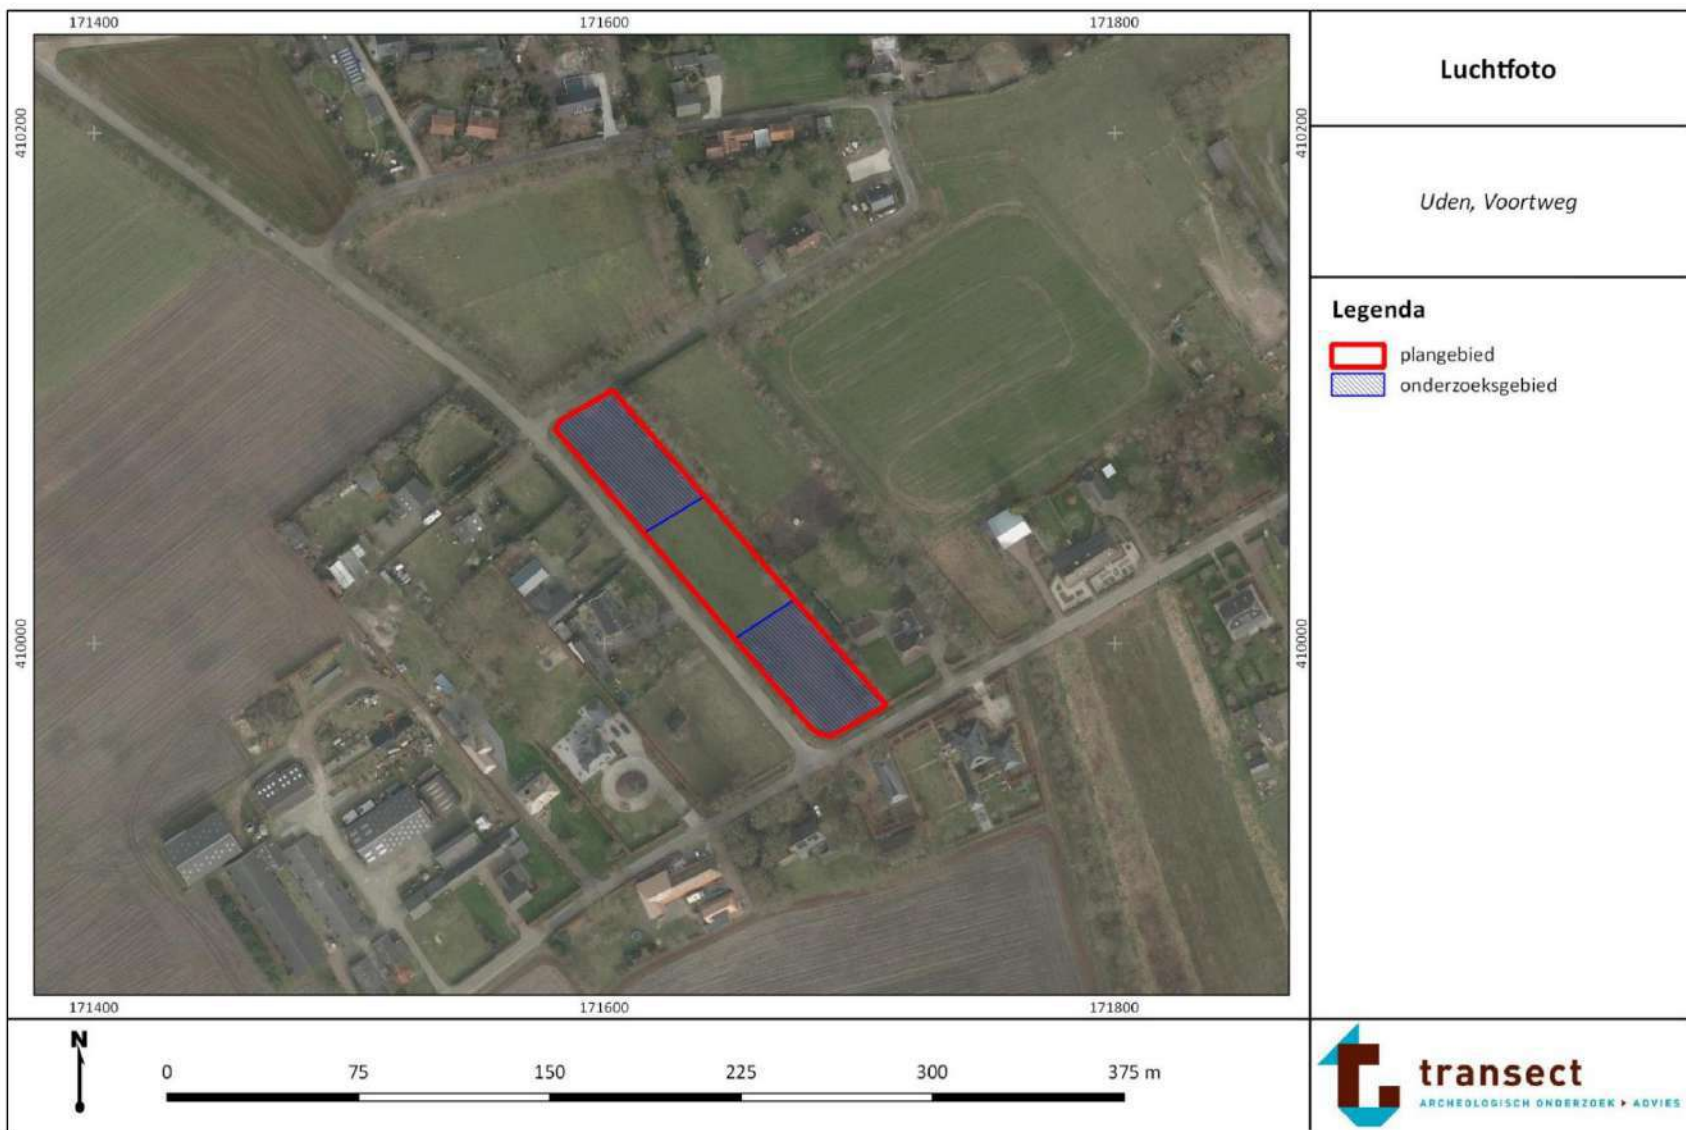 171400 171600 171800
410200 410200
410000 410000
171400 171600 171800
Luchtfoto
Uden, Voortweg
Legenda
plangebied
onderzoeksgebied
N
0 75 150 225 300 375 m
transect
ARCHEOLOGISCH ONDERZOEK ▸ ADVIES